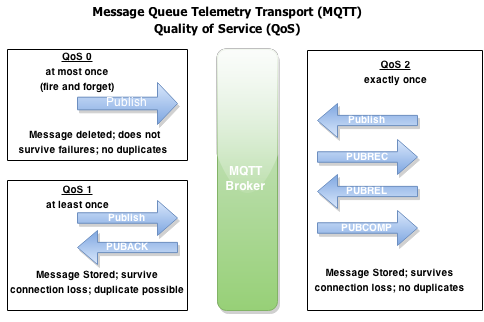 Message Queue Telemetry Transport (MQTT)
Quality of Service (QoS)
QoS 0
at most once
(fire and forget)
Publish
Message deleted; does not
survive failures; no duplicates
QoS 1
at least once
Publish
PUBACK
Message Stored; survive
connection loss; duplicate possible
MQTT
Broker
QoS 2
exactly once
Publish
PUBREC
PUBREL
PUBCOMP
Message Stored; survives
connection loss; no duplicates